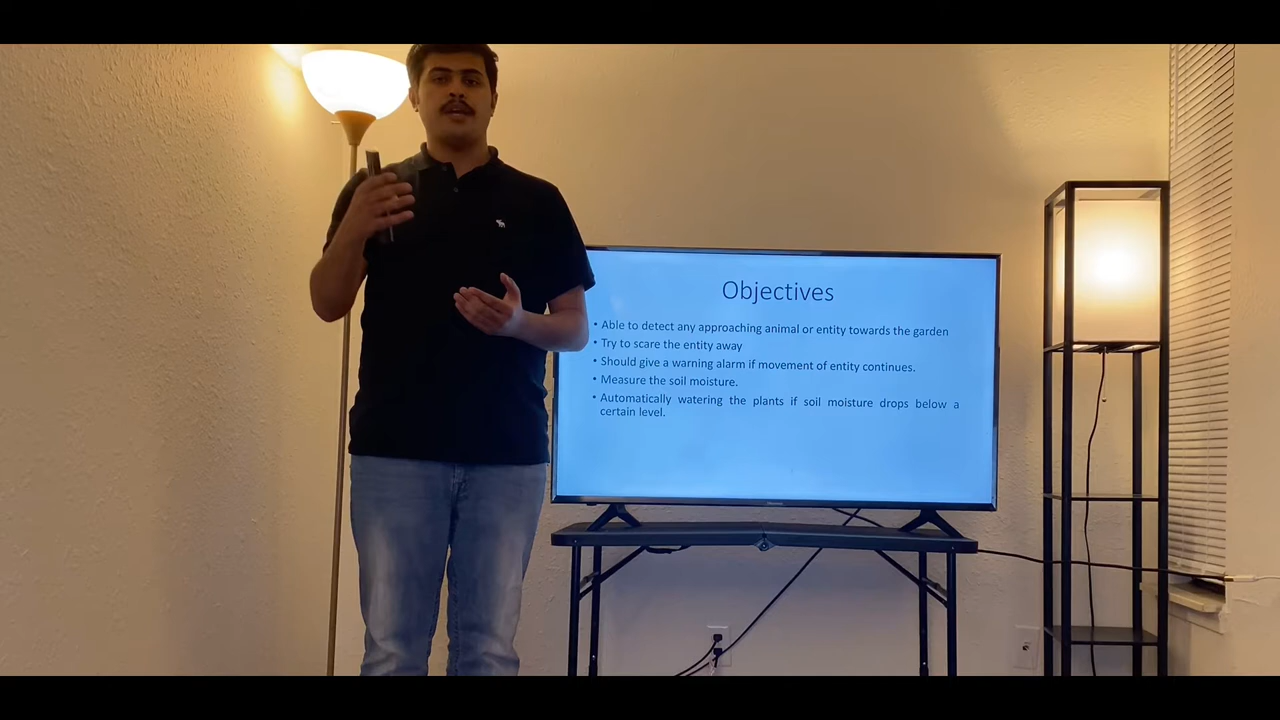 Objectives
• Able to detect any approaching animal or entity towards the garden
• Try to scare the entity away
• Should give a warning alarm if movement of entity continues.
• Measure the soil moisture.
• Automatically watering the plants if soil moisture drops below a
certain level.